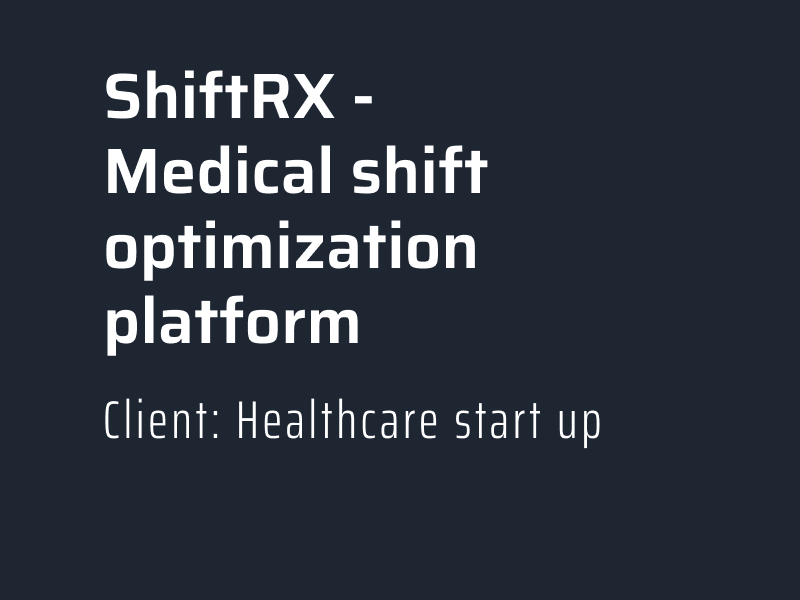 ShiftRX -
Medical shift
optimization
platform
Client: Healthcare start up